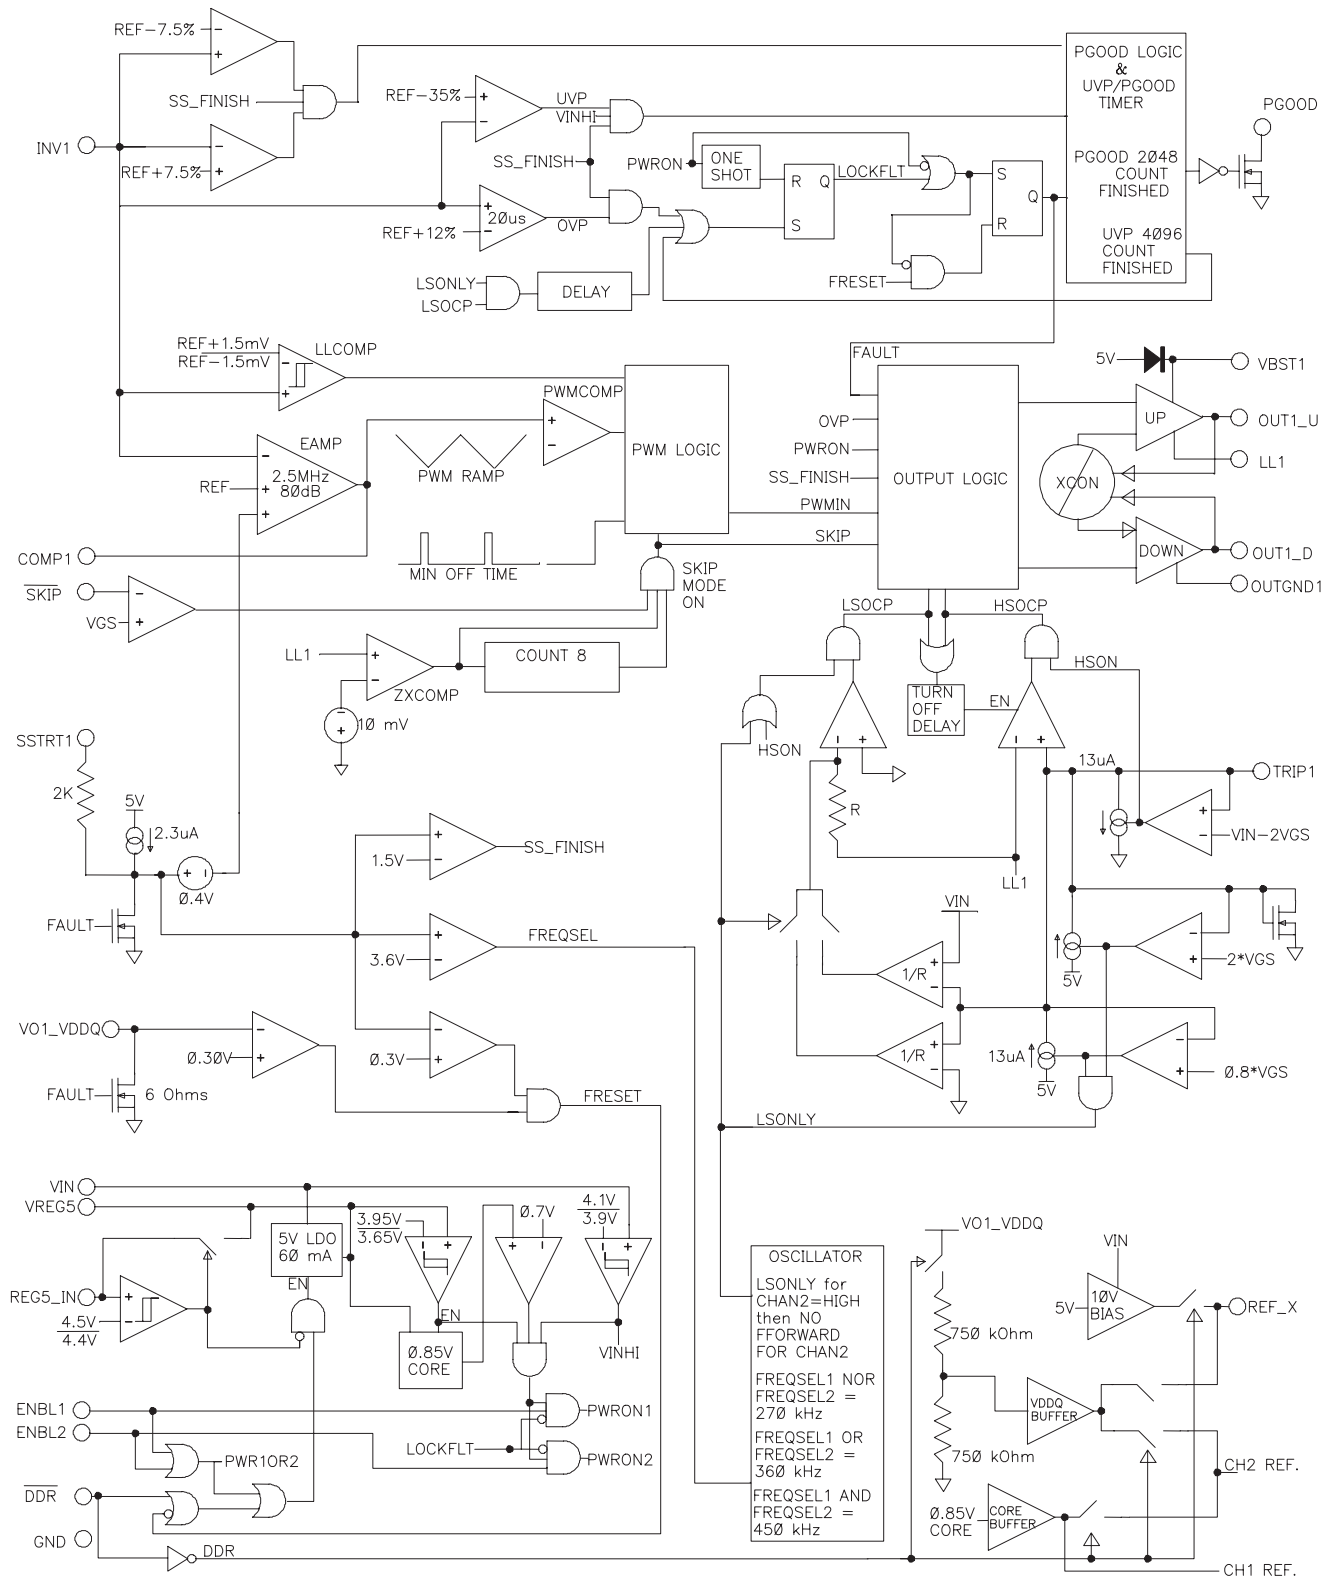 REF−7.5%
−
+
SS_FINISH
INV1
−
+
REF+7.5%
REF−35%
+
−
UVP
VINHI
SS_FINISH
+
−
20us
OVP
REF+12%
LSONLY
LSOCP
DELAY
PWRON
ONE
SHOT
R
Q
S
LOCKFLT
FRESET
S
Q
R
PGOOD LOGIC
&
UVP/PGOOD
TIMER
PGOOD 2048
COUNT
FINISHED
UVP 4096
COUNT
FINISHED
PGOOD
REF+1.5mV
REF−1.5mV
LLCOMP
−
+
EAMP
−
REF
+
+
2.5MHz
80dB
COMP1
SKIP
−
VGS
+
PWMCOMP
+
−
PWM RAMP
MIN OFF TIME
PWM LOGIC
SKIP
MODE
ON
LL1
+
−
ZXCOMP
COUNT 8
−
+
10 mV
FAULT
OVP
PWRON
SS_FINISH
PWMIN
SKIP
OUTPUT LOGIC
5V
VBST1
UP
OUT1_U
LL1
XCON
DOWN
OUT1_D
OUTGND1
LSOCP
HSOCP
HSON
TURN
OFF
DELAY
EN
HSON
−
+
−
+
R
LL1
13uA
TRIP1
+
−
VIN−2VGS
VIN
1/R
+
−
5V
−
+
2*VGS
1/R
+
−
13uA
5V
−
+
0.8*VGS
LSONLY
SSTRT1
2K
5V
2.3uA
+
−
0.4V
FAULT
+
1.5V
−
SS_FINISH
+
3.6V
−
FREQSEL
VO1_VDDQ
−
0.30V
+
−
0.3V
+
FAULT
6 Ohms
FRESET
VIN
VREG5
REG5_IN
+
−
4.5V
4.4V
5V LDO
60 mA
EN
3.95V
3.65V
−
+
EN
0.85V
CORE
0.7V
+
−
4.1V
3.9V
−
+
VINHI
ENBL1
ENBL2
PWR1OR2
LOCKFLT
PWRON1
PWRON2
DDR
GND
DDR
OSCILLATOR
LSONLY for
CHAN2=HIGH
then NO
FFORWARD
FOR CHAN2
FREQSEL1 NOR
FREQSEL2 =
270 kHz
FREQSEL1 OR
FREQSEL2 =
360 kHz
FREQSEL1 AND
FREQSEL2 =
450 kHz
VO1_VDDQ
750 kOhm
750 kOhm
VIN
5V
10V
BIAS
REF_X
VDDQ
BUFFER
CH2 REF.
0.85V
CORE
CORE
BUFFER
CH1 REF.